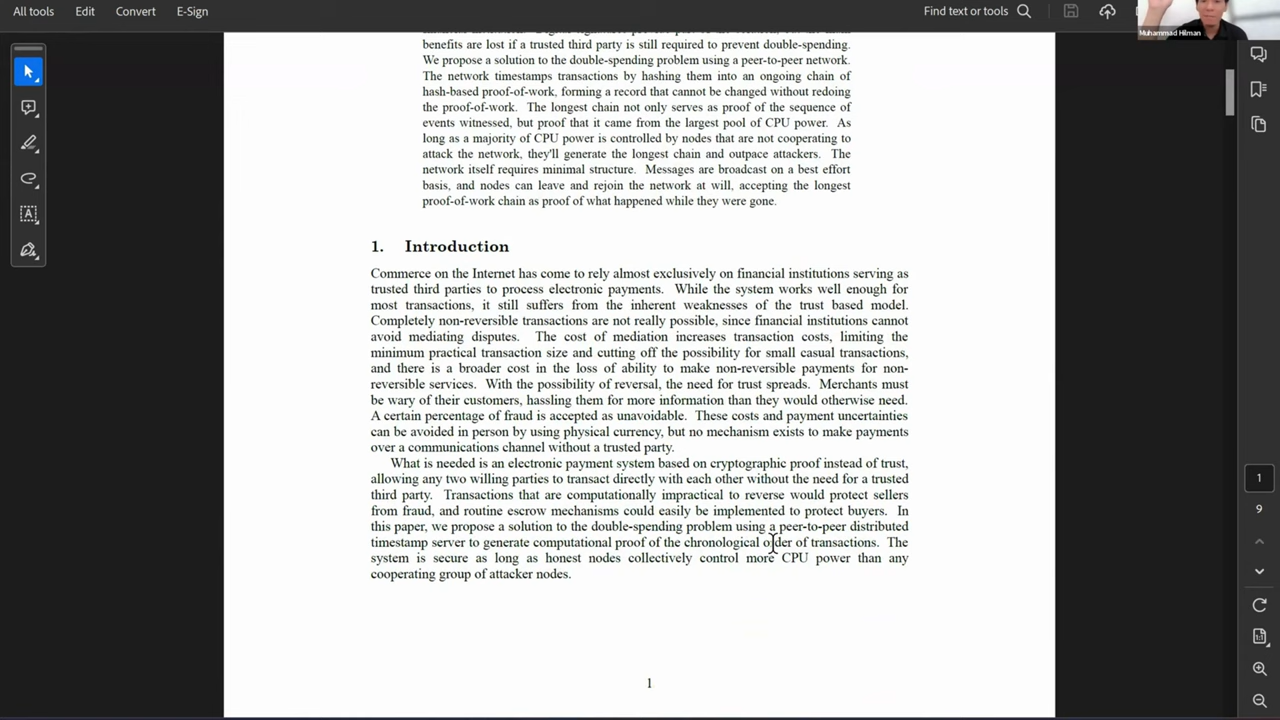 All tools Edit Convert E-Sign Find text or tools
Muhammad Hilman
benefits are lost if a trusted third party is still required to prevent double-spending.
We propose a solution to the double-spending problem using a peer-to-peer network.
The network timestamps transactions by hashing them into an ongoing chain of
hash-based proof-of-work, forming a record that cannot be changed without redoing
the proof-of-work. The longest chain not only serves as proof of the sequence of
events witnessed, but proof that it came from the largest pool of CPU power. As
long as a majority of CPU power is controlled by nodes that are not cooperating to
attack the network, they'll generate the longest chain and outpace attackers. The
network itself requires minimal structure. Messages are broadcast on a best effort
basis, and nodes can leave and rejoin the network at will, accepting the longest
proof-of-work chain as proof of what happened while they were gone.
1. Introduction
Commerce on the Internet has come to rely almost exclusively on financial institutions serving as
trusted third parties to process electronic payments. While the system works well enough for
most transactions, it still suffers from the inherent weaknesses of the trust based model.
Completely non-reversible transactions are not really possible, since financial institutions cannot
avoid mediating disputes. The cost of mediation increases transaction costs, limiting the
minimum practical transaction size and cutting off the possibility for small casual transactions,
and there is a broader cost in the loss of ability to make non-reversible payments for non-
reversible services. With the possibility of reversal, the need for trust spreads. Merchants must
be wary of their customers, hassling them for more information than they would otherwise need.
A certain percentage of fraud is accepted as unavoidable. These costs and payment uncertainties
can be avoided in person by using physical currency, but no mechanism exists to make payments
over a communications channel without a trusted party.
What is needed is an electronic payment system based on cryptographic proof instead of trust,
allowing any two willing parties to transact directly with each other without the need for a trusted
third party. Transactions that are computationally impractical to reverse would protect sellers
from fraud, and routine escrow mechanisms could easily be implemented to protect buyers. In
this paper, we propose a solution to the double-spending problem using a peer-to-peer distributed
timestamp server to generate computational proof of the chronological order of transactions. The
system is secure as long as honest nodes collectively control more CPU power than any
cooperating group of attacker nodes.
1
1
9